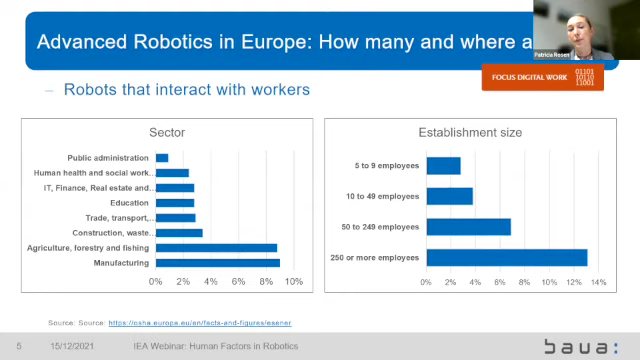 Advanced Robotics in Europe: How many and where a
Patricia Rosen
FOCUS DIGITAL WORK
01101
10110
11001
– Robots that interact with workers
Sector
Public administration
Human health and social work…
IT, Finance, Real estate and…
Education
Trade, transport,…
Construction, waste…
Agriculture, forestry and fishing
Manufacturing
0% 2% 4% 6% 8% 10%
Establishment size
5 to 9 employees
10 to 49 employees
50 to 249 employees
250 or more employees
0% 2% 4% 6% 8% 10% 12% 14%
Source: Source: https://osha.europe.eu/en/facts-and-figures/esener
5 15/12/2021 IEA Webinar: Human Factors in Robotics
baua: